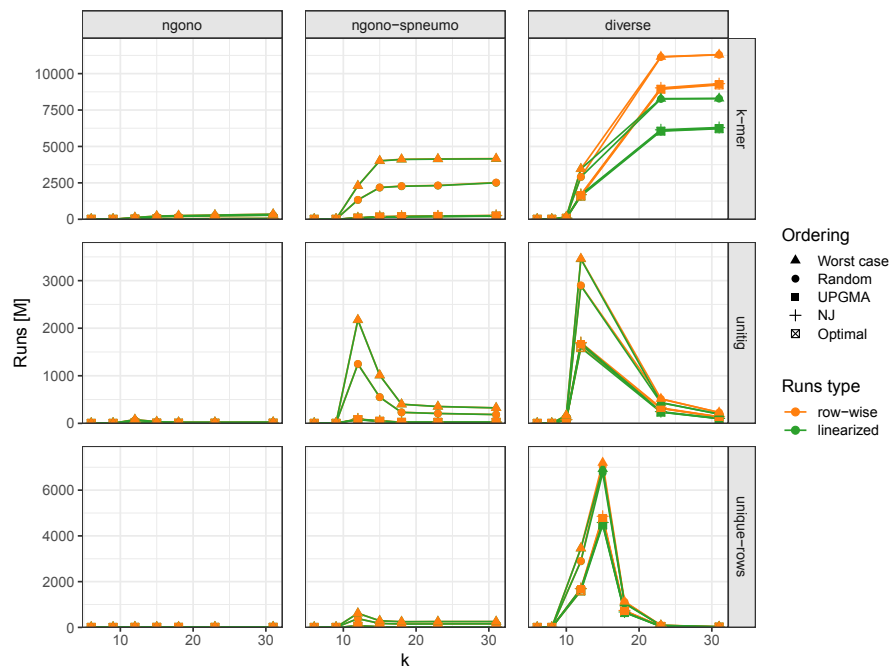 ngono
ngono−spneumo
diverse
10000
7500
5000
2500
0
k−mer
3000
2000
1000
0
unitig
Runs [M]
6000
4000
2000
0
unique−rows
10 20 30
10 20 30
10 20 30
k
Ordering
Worst case
Random
UPGMA
NJ
Optimal
Runs type
row−wise
linearized